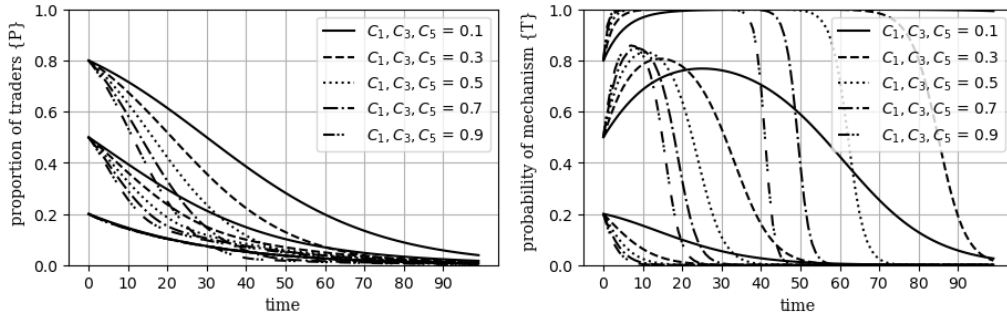 proportion of traders {P}
1.0
0.8
0.6
0.4
0.2
0.0
C₁, C₃, C₅ = 0.1
C₁, C₃, C₅ = 0.3
C₁, C₃, C₅ = 0.5
C₁, C₃, C₅ = 0.7
C₁, C₃, C₅ = 0.9
0 10 20 30 40 50 60 70 80 90
time
probability of mechanism {T}
1.0
0.8
0.6
0.4
0.2
0.0
C₁, C₃, C₅ = 0.1
C₁, C₃, C₅ = 0.3
C₁, C₃, C₅ = 0.5
C₁, C₃, C₅ = 0.7
C₁, C₃, C₅ = 0.9
0 10 20 30 40 50 60 70 80 90
time